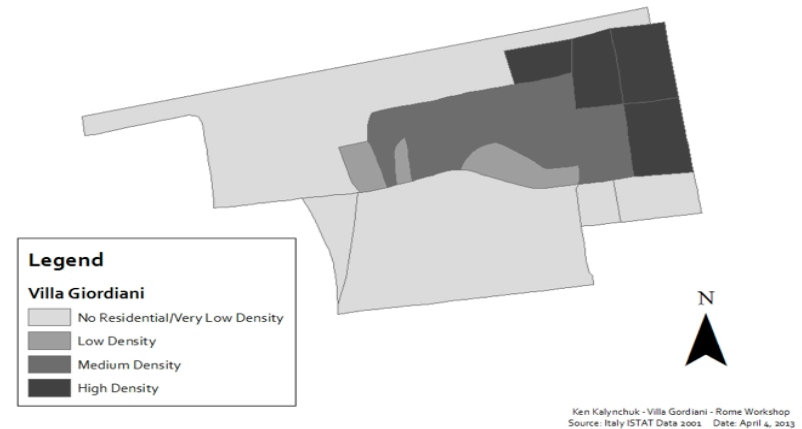 Legend
Villa Giordiani
No Residential/Very Low Density
Low Density
Medium Density
High Density
N
Ken Kalynchuk - Villa Gordiani - Rome Workshop
Source: Italy ISTAT Data 2001 Date: April 4, 2013